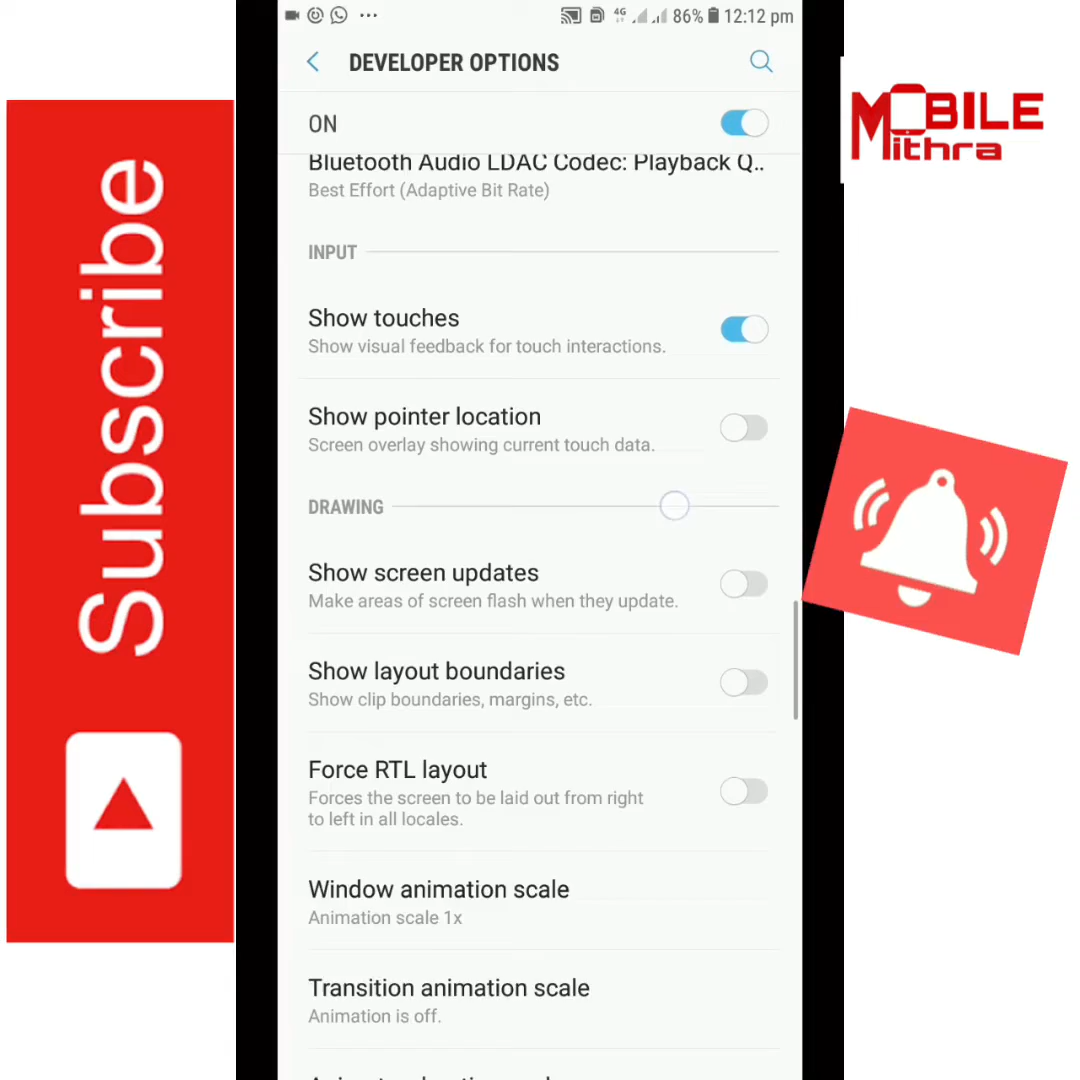 Subscribe
4G 86% 12:12 pm
DEVELOPER OPTIONS
ON
Bluetooth Audio LDAC Codec: Playback Q..
Best Effort (Adaptive Bit Rate)
INPUT
Show touches
Show visual feedback for touch interactions.
Show pointer location
Screen overlay showing current touch data.
DRAWING
Show screen updates
Make areas of screen flash when they update.
Show layout boundaries
Show clip boundaries, margins, etc.
Force RTL layout
Forces the screen to be laid out from right
to left in all locales.
Window animation scale
Animation scale 1x
Transition animation scale
Animation is off.
MOBILE
Mithra